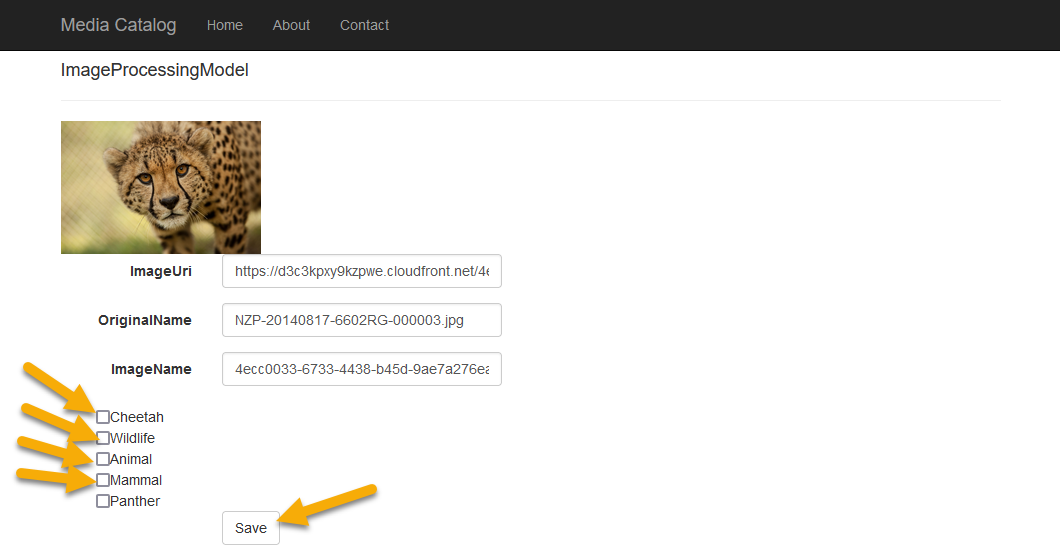 Media Catalog Home About Contact
ImageProcessingModel
ImageUri https://d3c3kpxy9kzpwe.cloudfront.net/4e
OriginalName NZP-20140817-6602RG-000003.jpg
ImageName 4ecc0033-6733-4438-b45d-9ae7a276ea
Cheetah
Wildlife
Animal
Mammal
Panther
Save